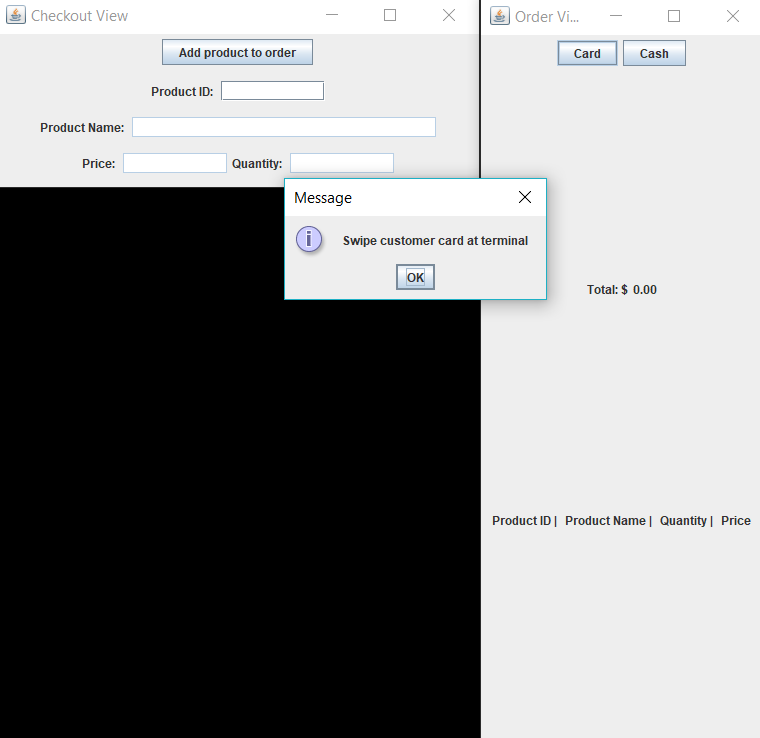 Checkout View
Add product to order
Product ID:
Product Name:
Price: Quantity:
Order Vi...
Card Cash
Message
Swipe customer card at terminal
OK
Total: $ 0.00
Product ID | Product Name | Quantity | Price